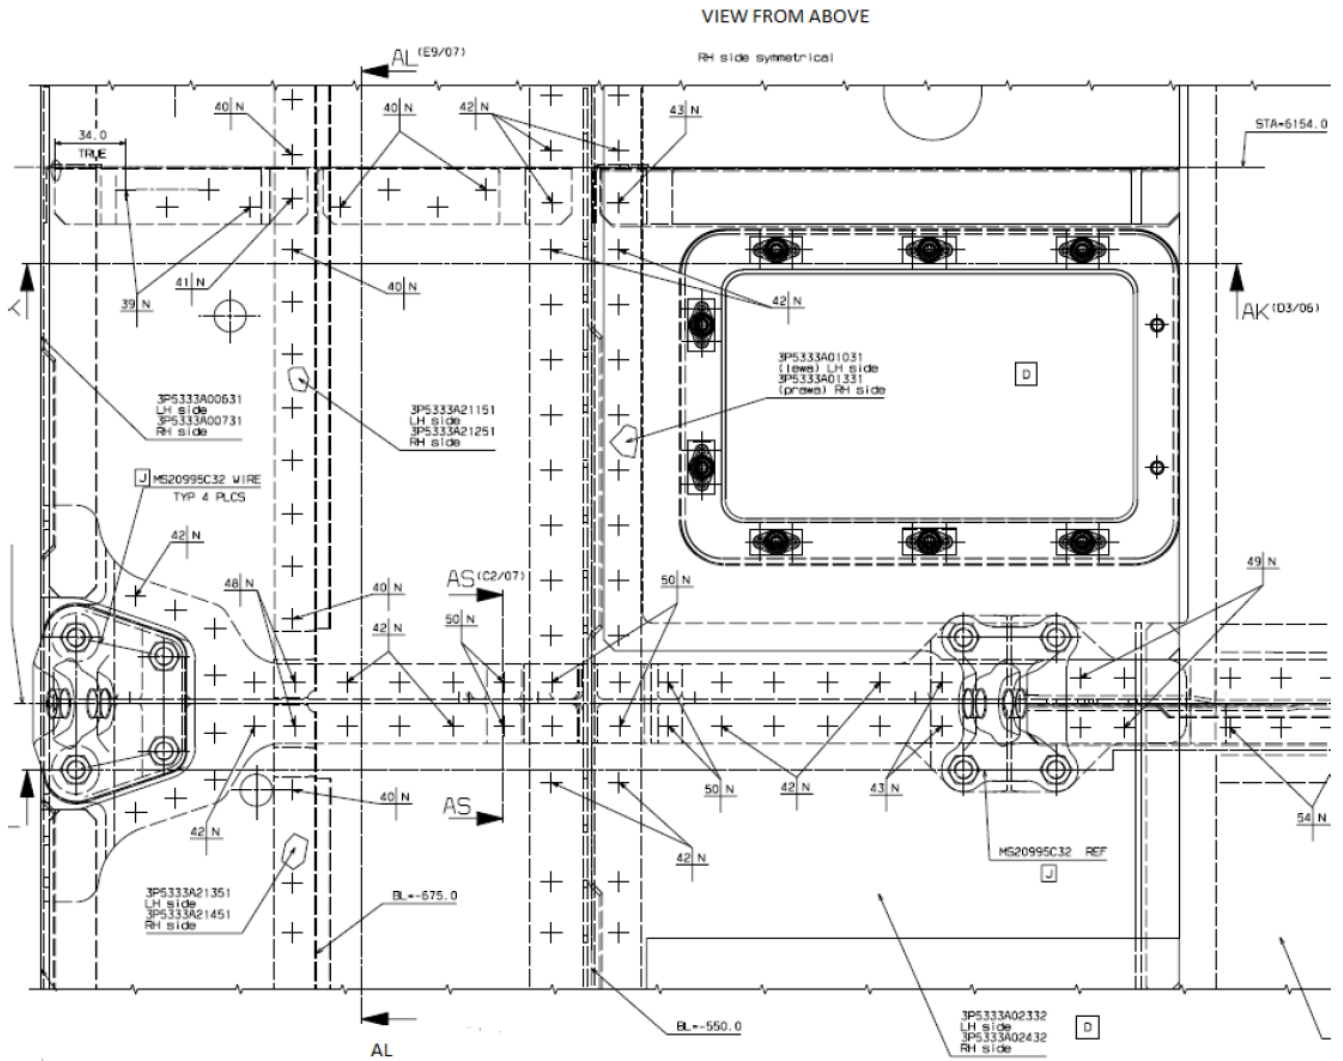 VIEW FROM ABOVE
RH side symmetrical
AL (E9/07)
40 N
40 N
42 N
43 N
STA=6154.0
34.0
TRUE
39 N
41 N
40 N
42 N
AK (D3/06)
3P5333A01031
(lewa) LH side
3P5333A01331
(prawa) RH side
D
3P5333A00631
LH side
3P5333A00731
RH side
3P5333A21151
LH side
3P5333A21251
RH side
J MS20995C32 WIRE
TYP 4 PLCS
42 N
48 N
40 N
AS (C2/07)
50 N
49 N
42 N
50 N
40 N
AS
50 N
42 N
43 N
54 N
42 N
42 N
MS20995C32 REF
J
3P5333A21351
LH side
3P5333A21451
RH side
BL=-675.0
BL=-550.0
3P5333A02332
LH side
3P5333A02432
RH side
D
AL